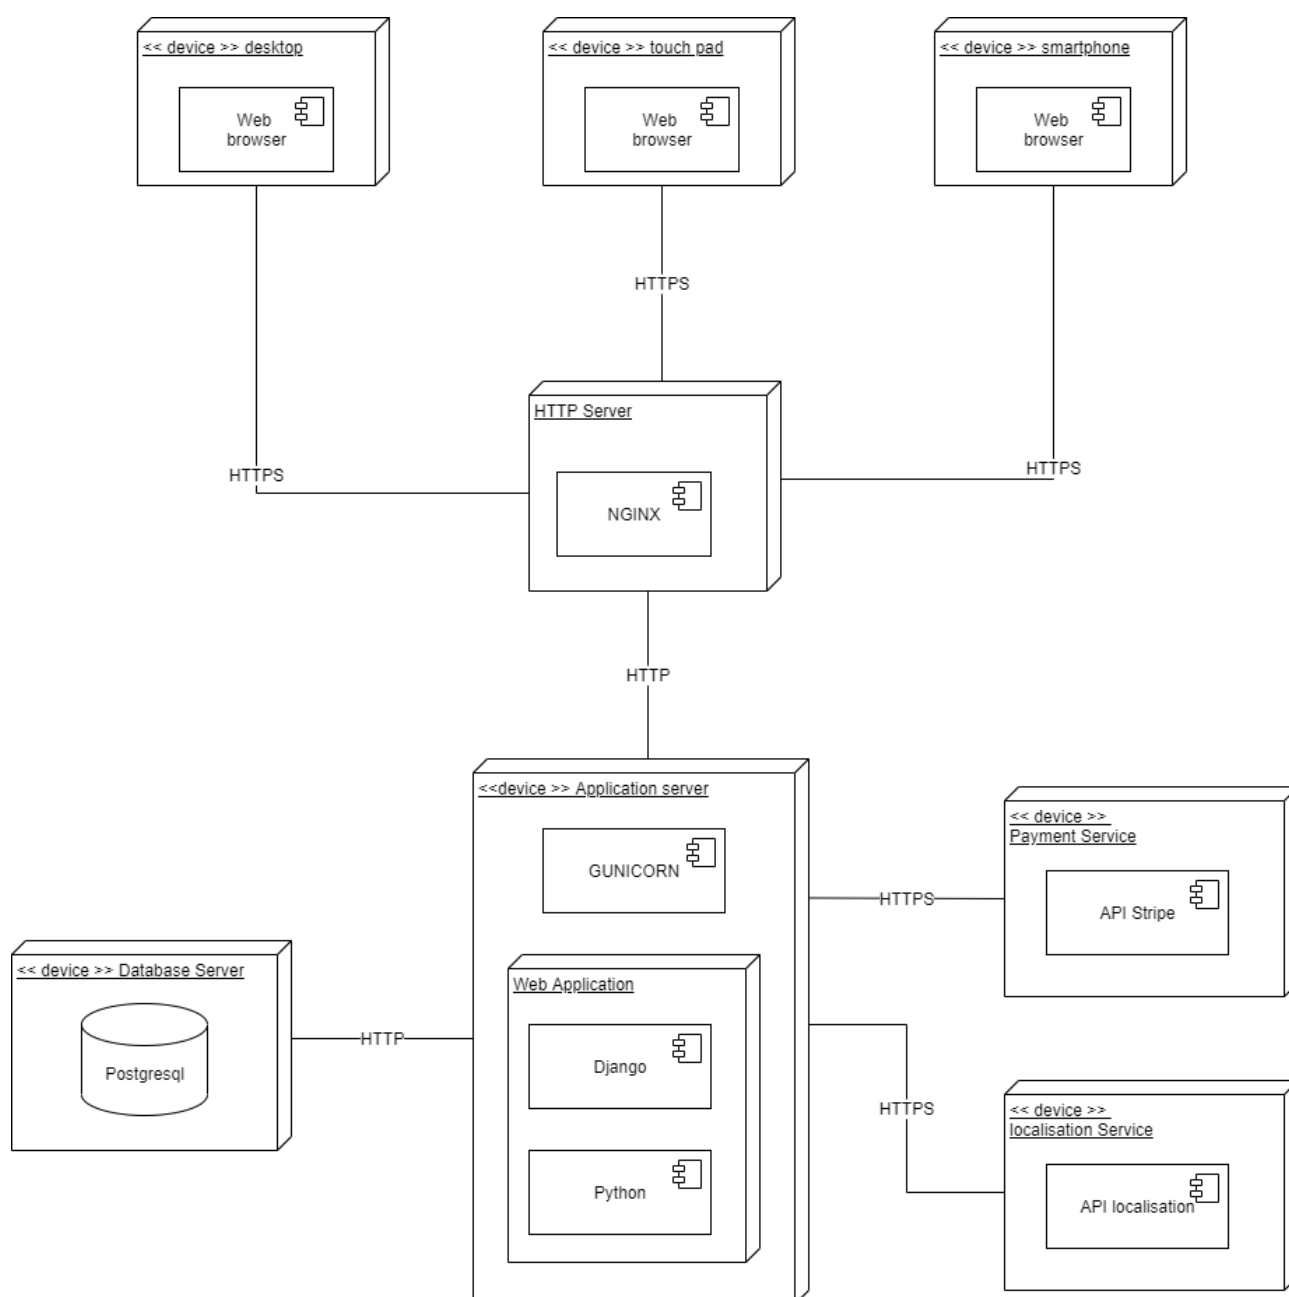 << device >> desktop
Web
browser
<< device >> touch pad
Web
browser
<< device >> smartphone
Web
browser
HTTPS
HTTP Server
NGINX
HTTPS
HTTPS
HTTP
<<device >> Application server
GUNICORN
<< device >>
Payment Service
API Stripe
HTTPS
<< device >> Database Server
Postgresql
HTTP
Web Application
Django
Python
HTTPS
<< device >>
localisation Service
API localisation